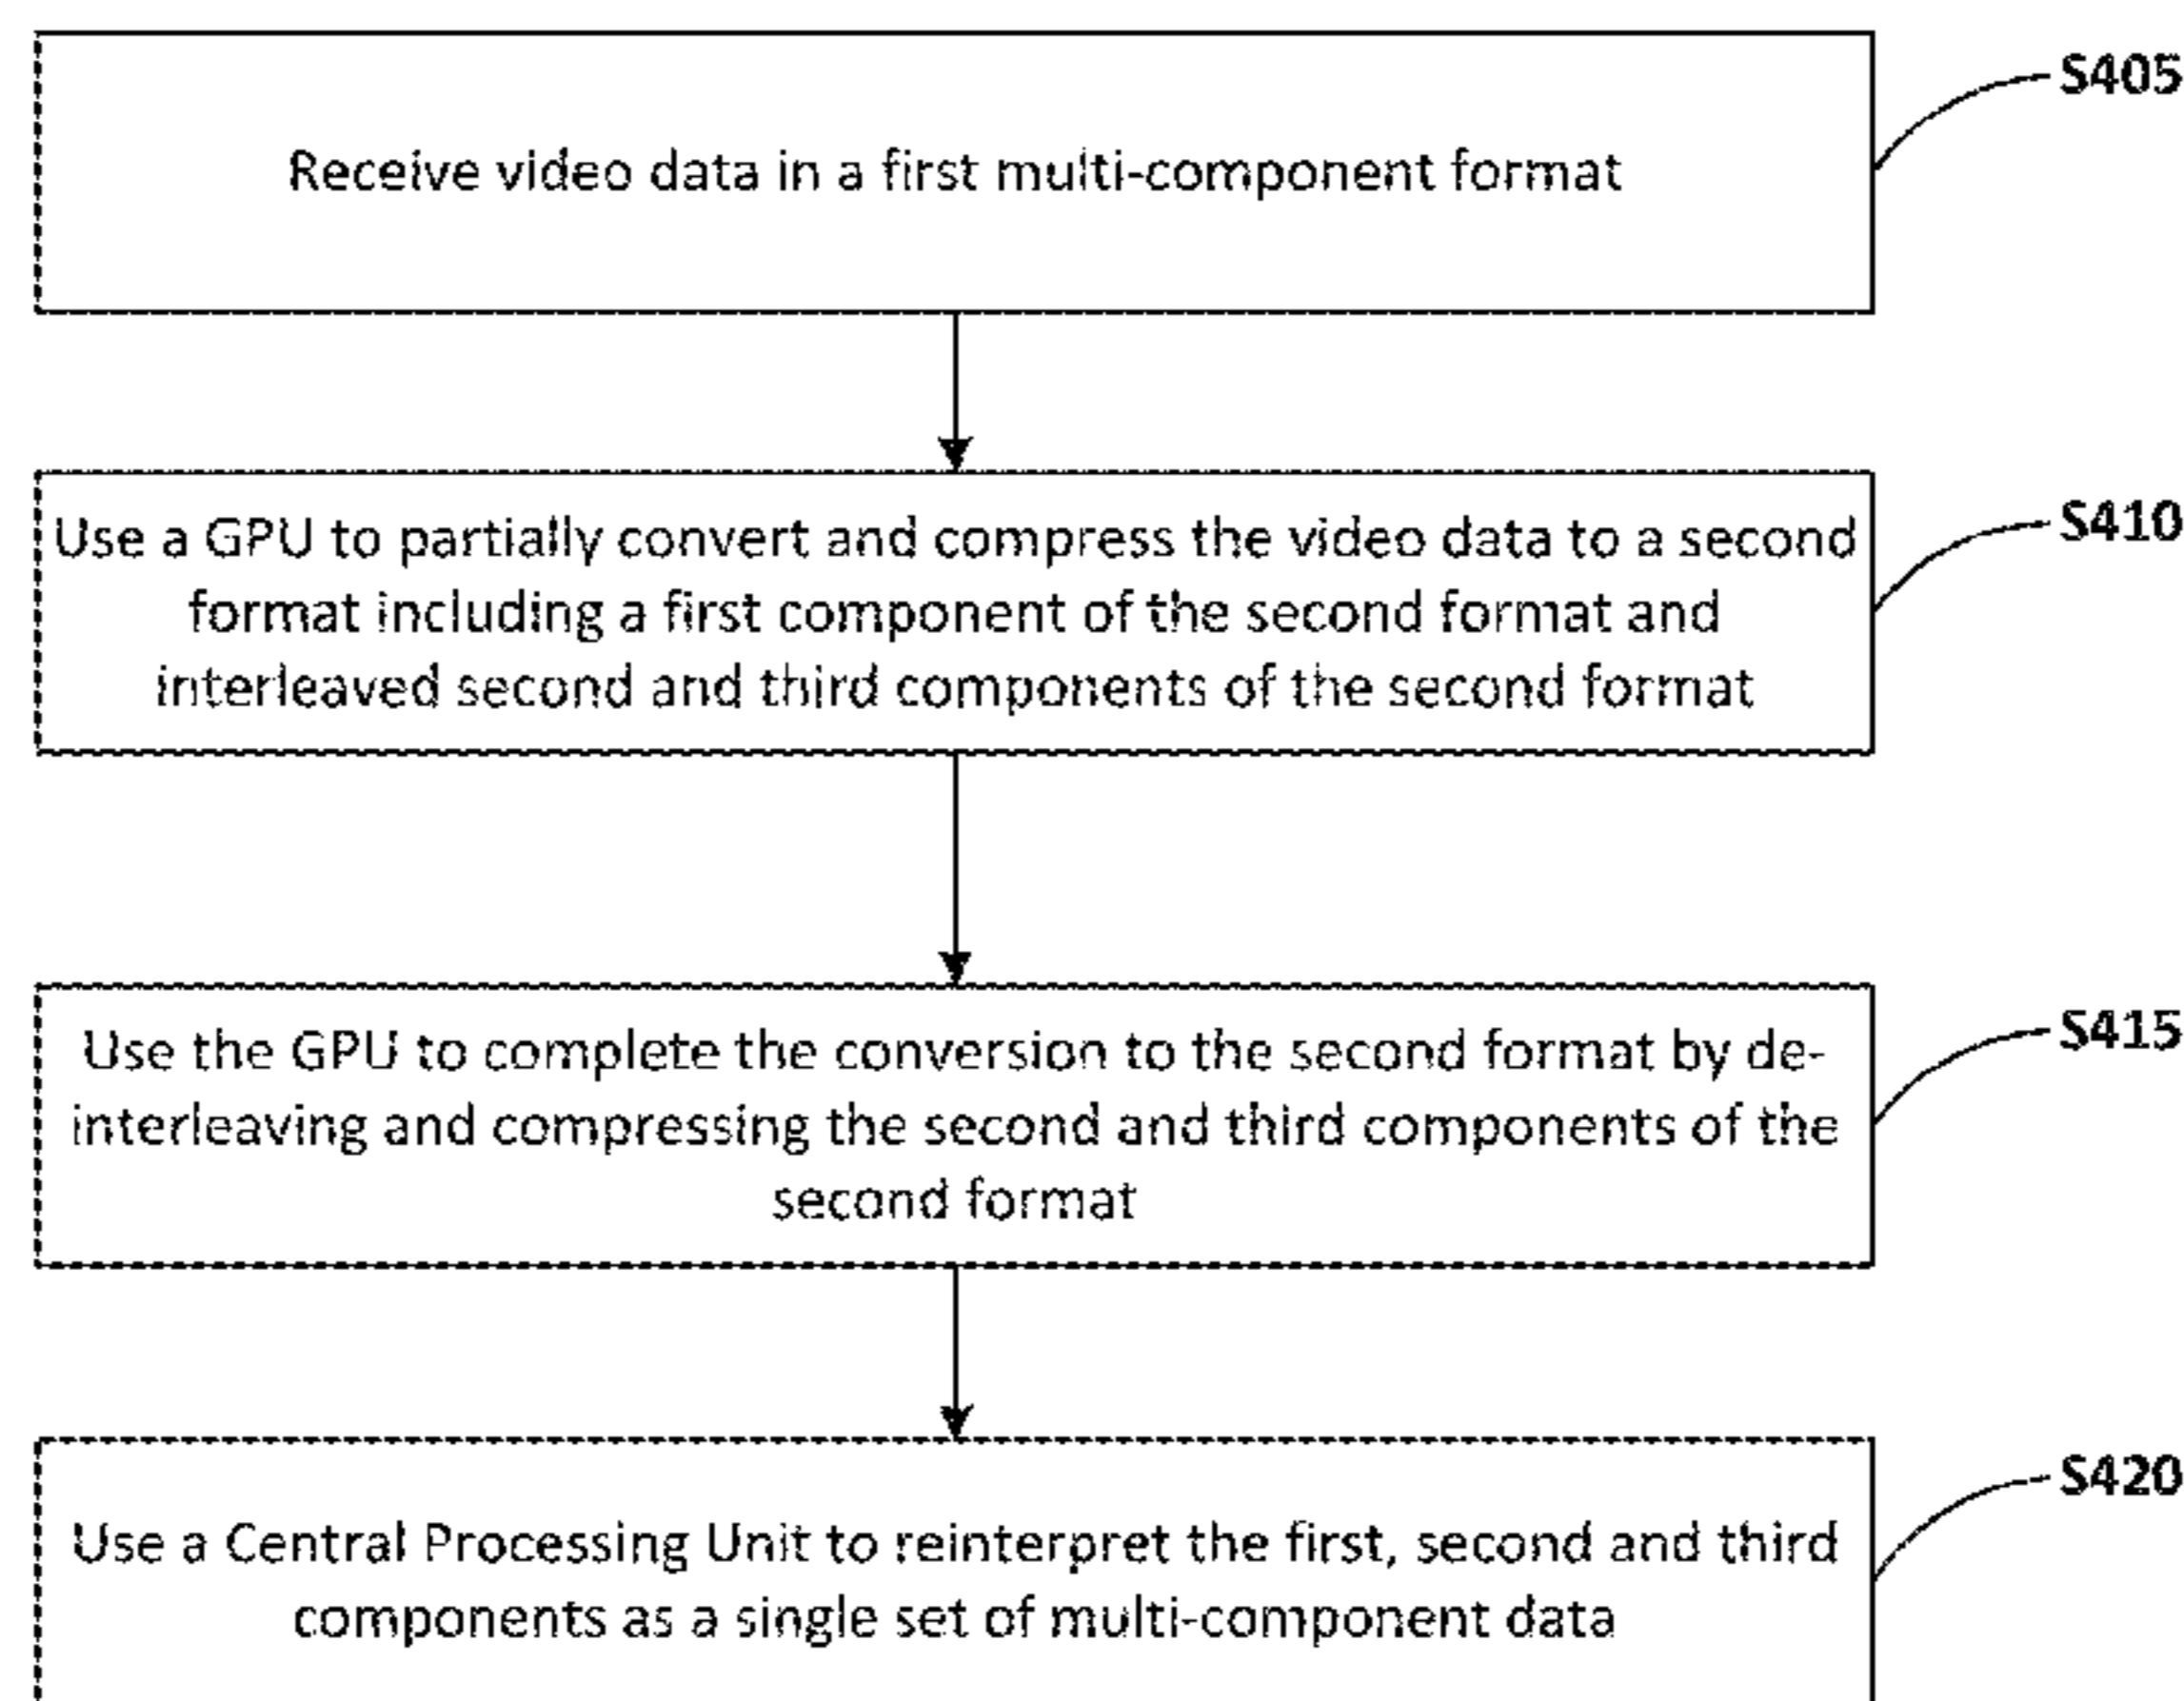 S405
Receive video data in a first multi-component format
Use a GPU to partially convert and compress the video data to a second
S410
format including a first component of the second format and
interleaved second and third components of the second format
Use the GPU to complete the conversion to the second format by de-
S415
interleaving and compressing the second and third components of the
second format
S420
Use a Central Processing Unit to reinterpret the first, second and third
components as a single set of multi-component data